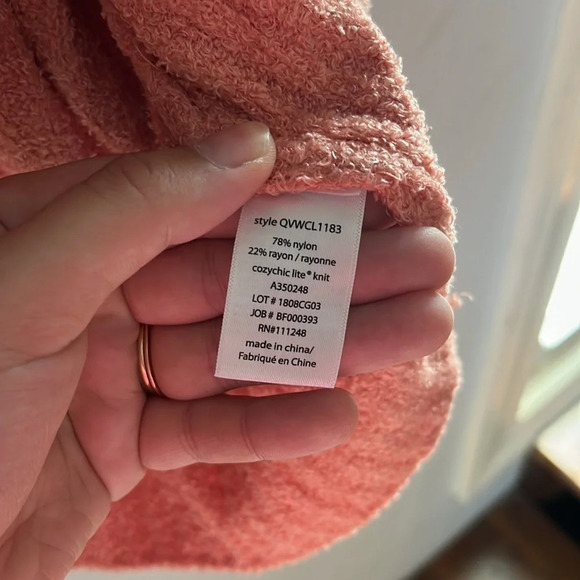 style QVWCL1183
78% nylon
22% rayon / rayonne
cozychic lite® knit
A350248
LOT # 1808CG03
JOB # BF000393
RN#111248
made in china/
Fabriqué en Chine